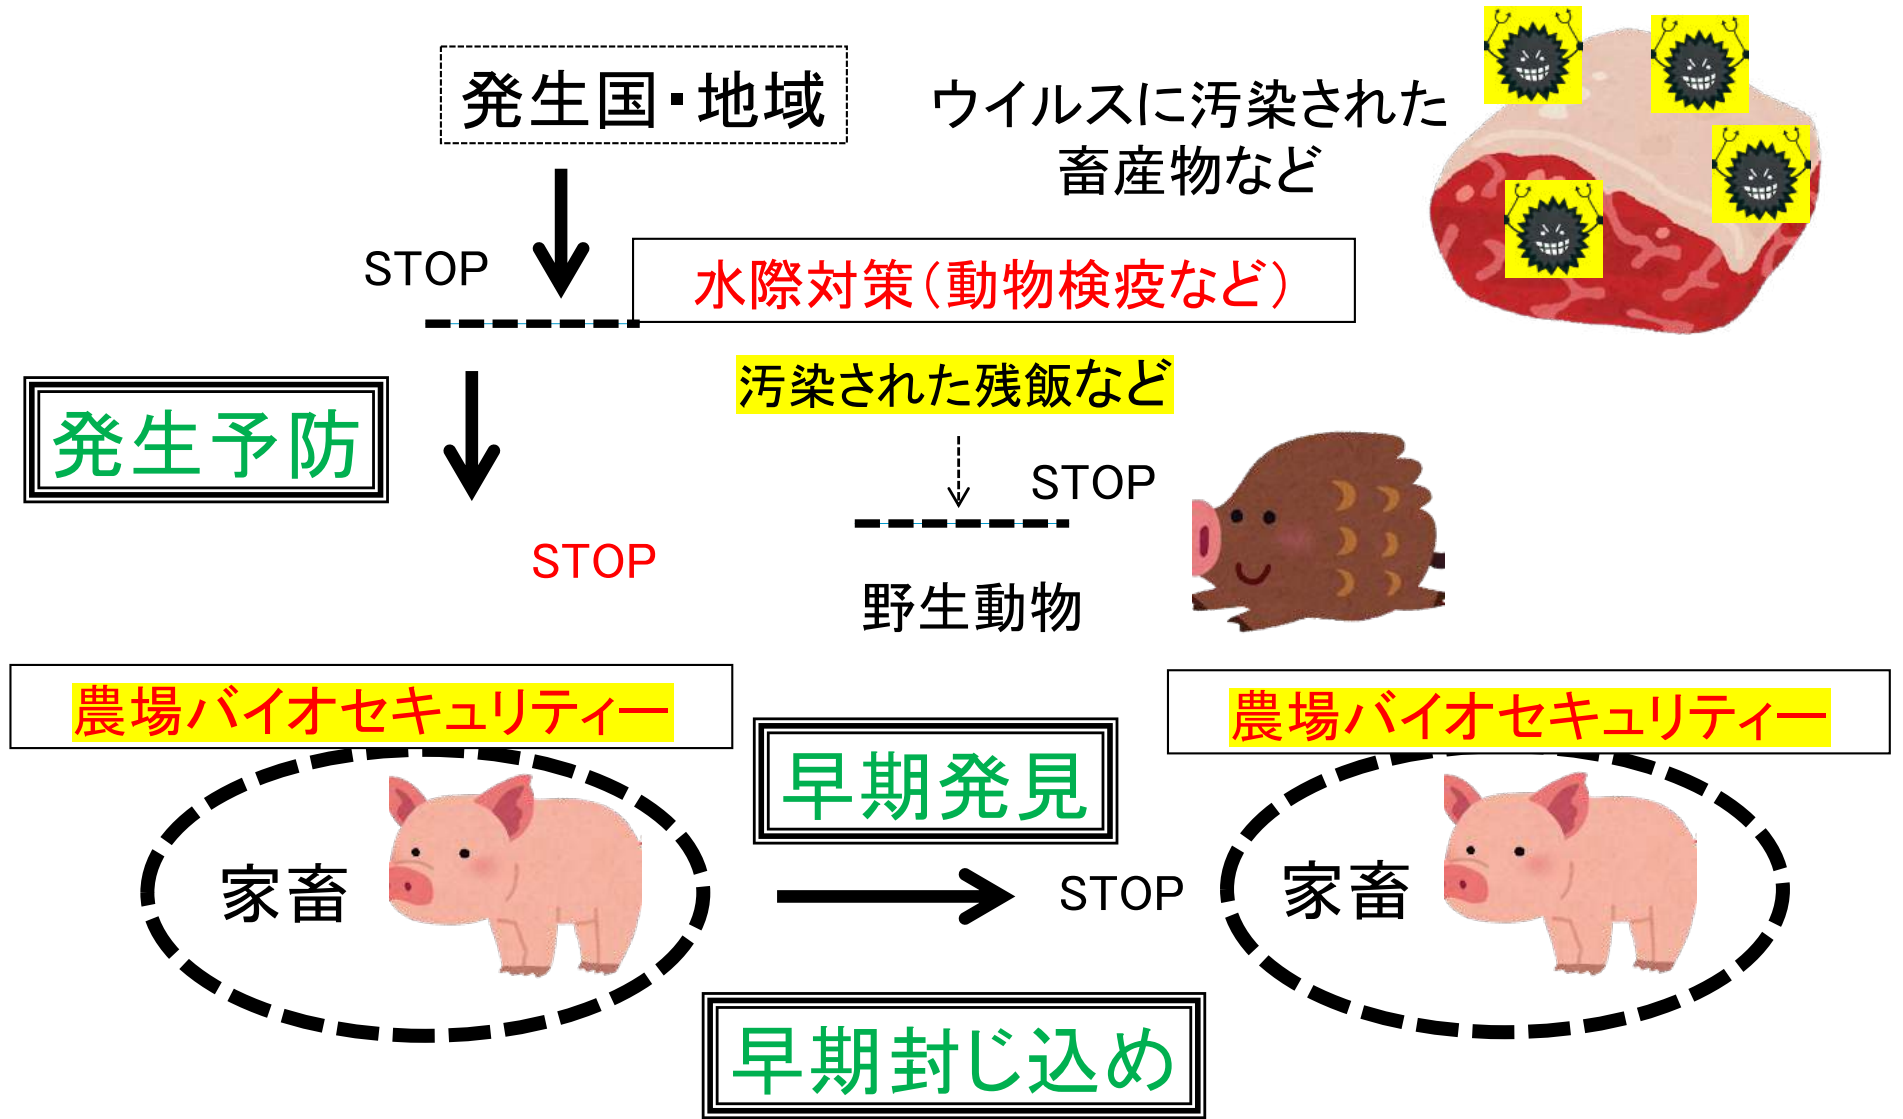 発生国・地域
ウイルスに汚染された
畜産物など
STOP
水際対策（動物検疫など）
汚染された残飯など
発生予防
STOP
STOP
野生動物
農場バイオセキュリティー
農場バイオセキュリティー
早期発見
家畜
STOP
家畜
早期封じ込め